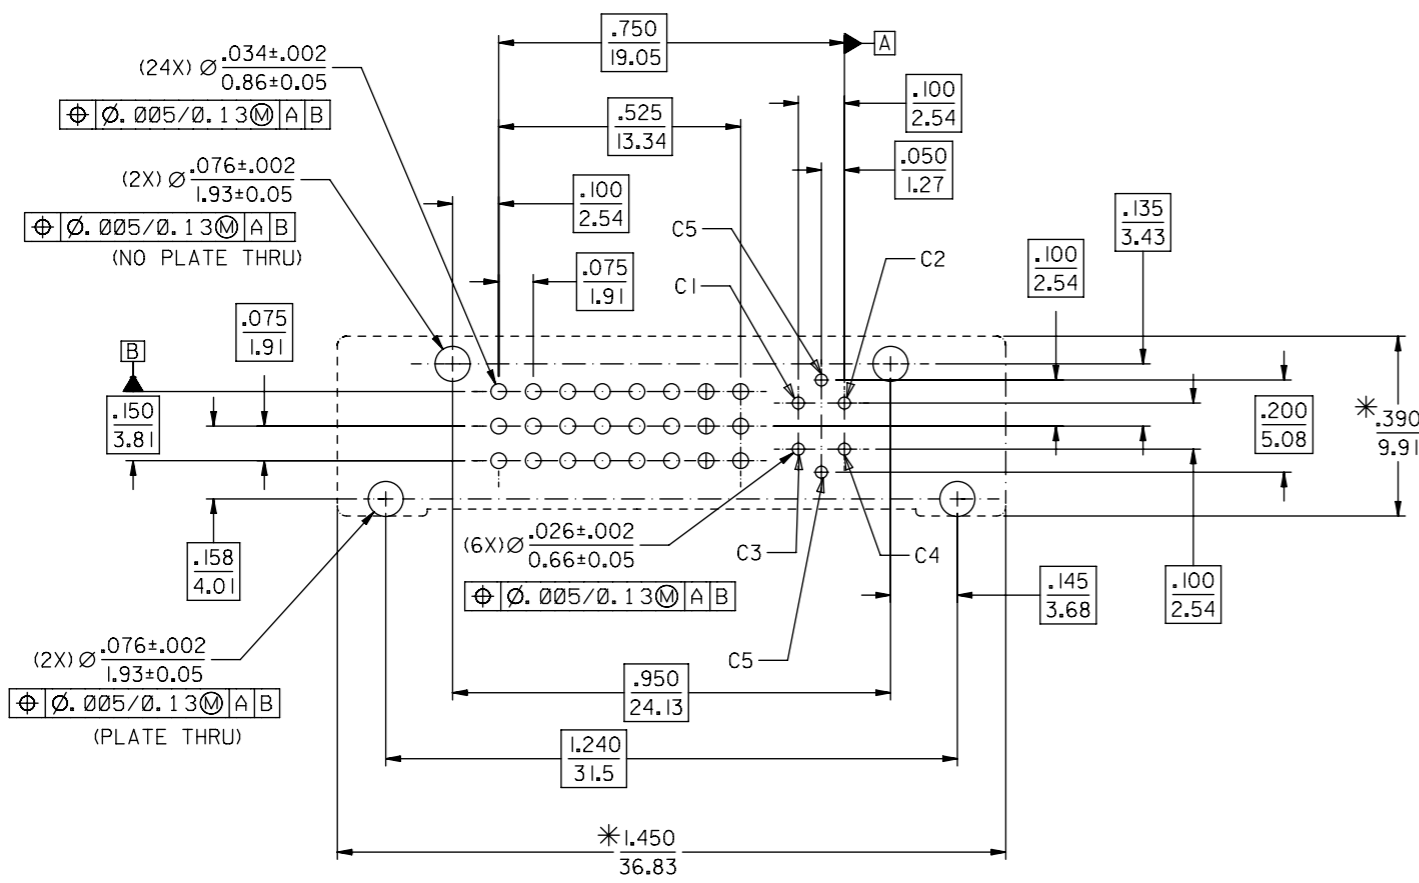 .750
19.05
A
(24X) Ø .034±.002
0.86±0.05
⌖ Ø.005/0.13Ⓜ A B
.100
2.54
.525
13.34
.050
1.27
(2X) Ø .076±.002
1.93±0.05
⌖ Ø.005/0.13Ⓜ A B
(NO PLATE THRU)
.100
2.54
.135
3.43
C5
C2
.100
2.54
.075
1.91
C1
.075
1.91
B
.150
3.81
.200
5.08
*.390
9.91
(6X)Ø .026±.002
0.66±0.05
⌖ Ø.005/0.13Ⓜ A B
C3
C4
.158
4.01
.145
3.68
.100
2.54
(2X) Ø .076±.002
1.93±0.05
⌖ Ø.005/0.13Ⓜ A B
(PLATE THRU)
C5
.950
24.13
1.240
31.5
*1.450
36.83